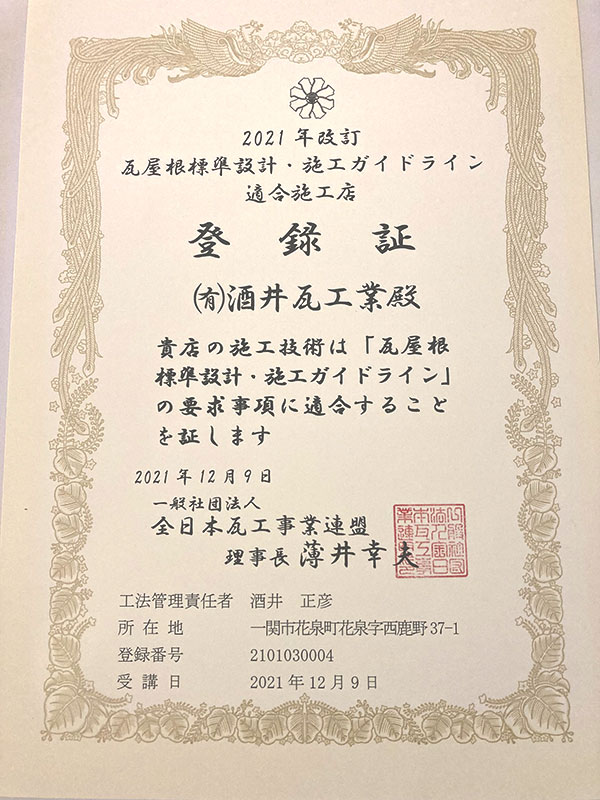 2021年改訂
瓦屋根標準設計・施工ガイドライン
適合施工店
登録証
㈲酒井瓦工業殿
貴店の施工技術は「瓦屋根
標準設計・施工ガイドライン」
の要求事項に適合すること
を証します
2021年12月9日
一般社団法人
全日本瓦工事業連盟
理事長 薄井幸夫
工法管理責任者 酒井 正彦
所在地 一関市花泉町花泉字西鹿野37-1
登録番号 2101030004
受講日 2021年12月9日